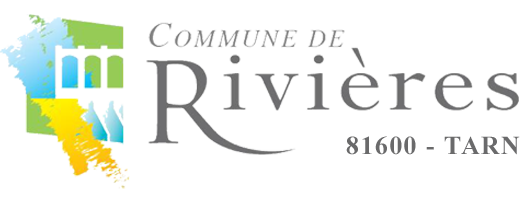 Commune de
Rivières
81600 - TARN